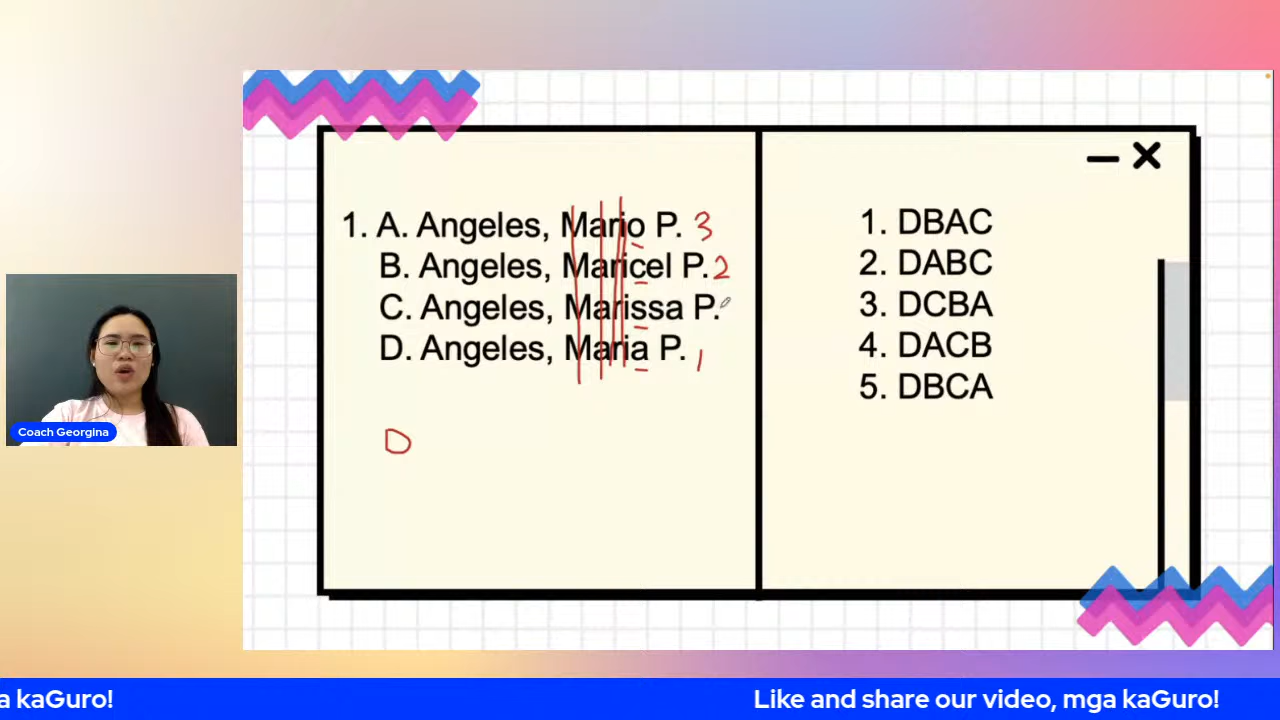 1. A. Angeles, Mario P. 3
B. Angeles, Maricel P. 2
C. Angeles, Marissa P.
D. Angeles, Maria P. 1
D
1. DBAC
2. DABC
3. DCBA
4. DACB
5. DBCA
Coach Georgina
a kaGuro!
Like and share our video, mga kaGuro!